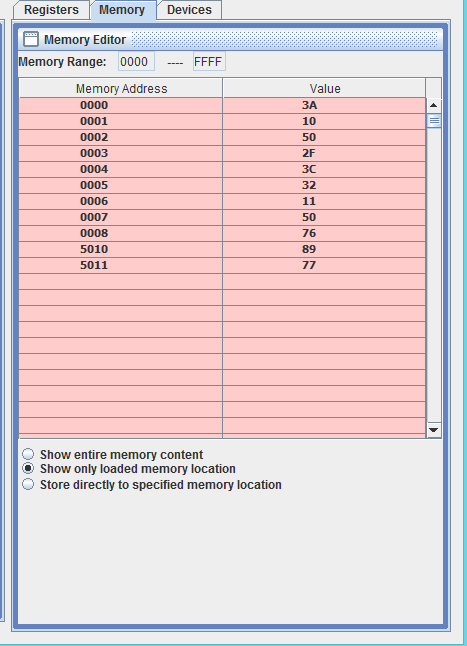 Registers Memory Devices
Memory Editor
Memory Range: 0000 ---- FFFF
Memory Address Value
0000 3A
0001 10
0002 50
0003 2F
0004 3C
0005 32
0006 11
0007 50
0008 76
5010 89
5011 77
Show entire memory content
Show only loaded memory location
Store directly to specified memory location